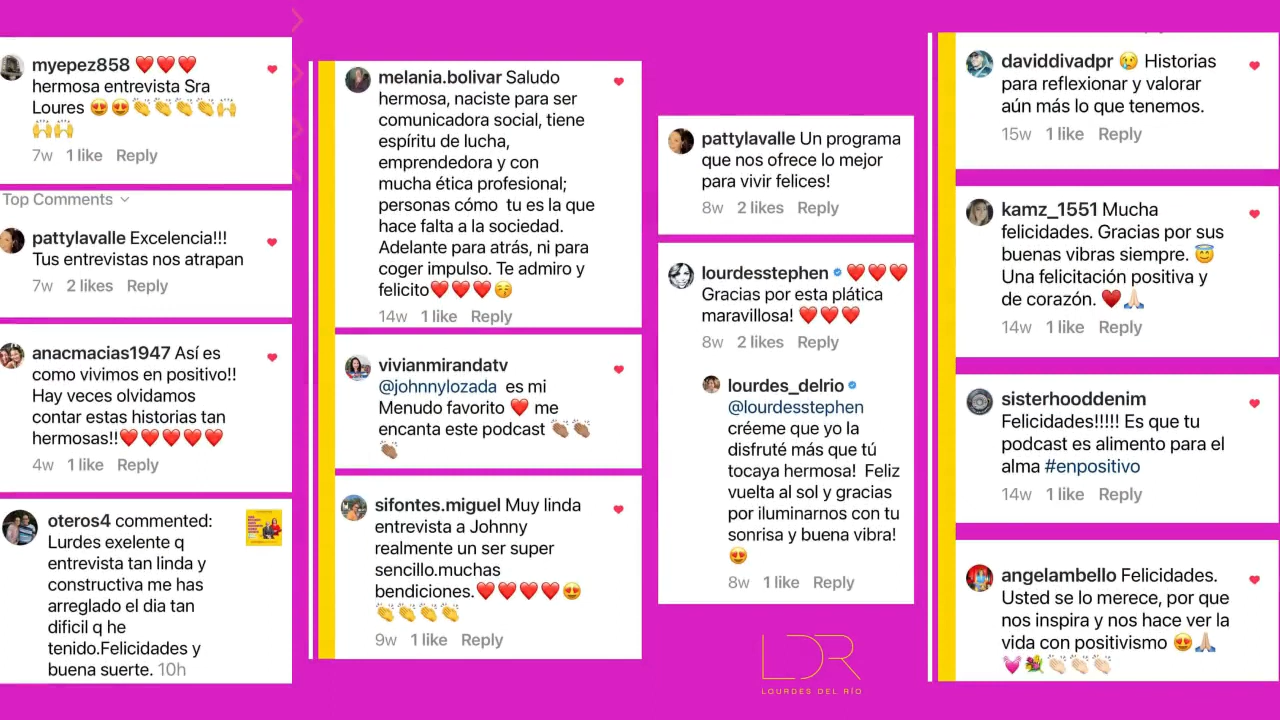 myepez858 ❤️❤️❤️
hermosa entrevista Sra
Loures 😍😍👏👏👏👏🙌
🙌🙌
7w 1 like Reply
Top Comments
pattylavalle Excelencia!!!
Tus entrevistas nos atrapan
7w 2 likes Reply
anacmacias1947 Así es
como vivimos en positivo!!
Hay veces olvidamos
contar estas historias tan
hermosas!!❤️❤️❤️❤️❤️
4w 1 like Reply
oteros4 commented:
Lurdes exelente q
entrevista tan linda y
constructiva me has
arreglado el dia tan
dificil q he
tenido.Felicidades y
buena suerte. 10h
melania.bolivar Saludo
hermosa, naciste para ser
comunicadora social, tiene
espíritu de lucha,
emprendedora y con
mucha ética profesional;
personas cómo tu es la que
hace falta a la sociedad.
Adelante para atrás, ni para
coger impulso. Te admiro y
felicito❤️❤️❤️😚
14w 1 like Reply
vivianmirandatv
@johnnylozada es mi
Menudo favorito ❤️ me
encanta este podcast 👏🏽👏🏽
👏🏽
sifontes.miguel Muy linda
entrevista a Johnny
realmente un ser super
sencillo.muchas
bendiciones.❤️❤️❤️❤️😍
👏👏👏👏
9w 1 like Reply
pattylavalle Un programa
que nos ofrece lo mejor
para vivir felices!
8w 2 likes Reply
lourdesstephen ❤️❤️❤️
Gracias por esta plática
maravillosa! ❤️❤️❤️
8w 2 likes Reply
lourdes_delrio
@lourdesstephen
créeme que yo la
disfruté más que tú
tocaya hermosa! Feliz
vuelta al sol y gracias
por iluminarnos con tu
sonrisa y buena vibra!
😍
8w 1 like Reply
LDR
LOURDES DEL RÍO
daviddivadpr 😢 Historias
para reflexionar y valorar
aún más lo que tenemos.
15w 1 like Reply
kamz_1551 Mucha
felicidades. Gracias por sus
buenas vibras siempre. 😇
Una felicitación positiva y
de corazón. ♥️🙏🏻
14w 1 like Reply
sisterhooddenim
Felicidades!!!!! Es que tu
podcast es alimento para el
alma #enpositivo
14w 1 like Reply
angelambello Felicidades.
Usted se lo merece, por que
nos inspira y nos hace ver la
vida con positivismo 😍🙏🏻
💓💐👏🏻👏🏻👏🏻